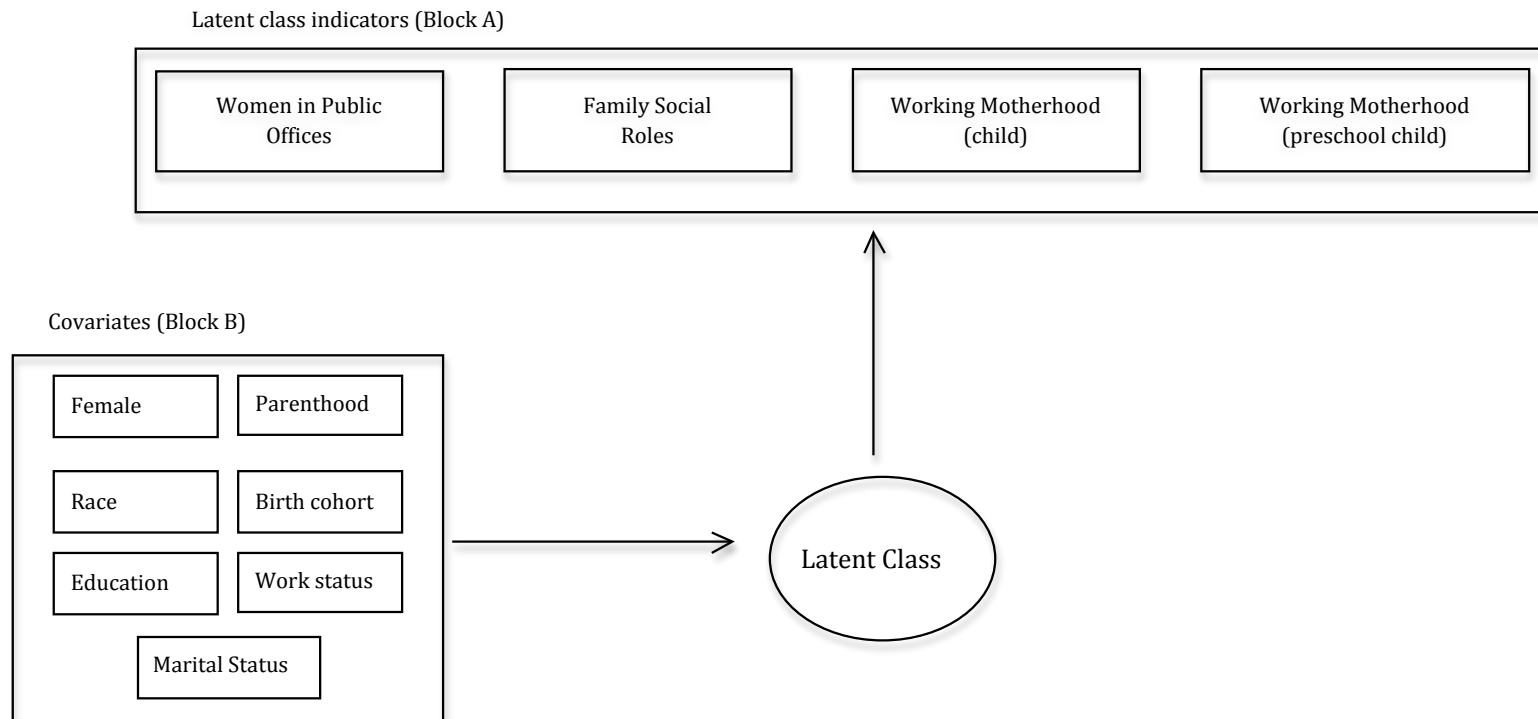 Latent class indicators (Block A)
Women in Public
Offices
Family Social
Roles
Working Motherhood
(child)
Working Motherhood
(preschool child)
Covariates (Block B)
Female
Parenthood
Race
Birth cohort
Education
Work status
Marital Status
Latent Class